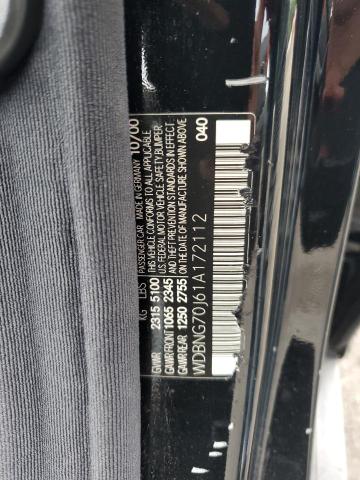 PASSENGER CAR MADE IN GERMANY 10/00
KG LBS THIS VEHICLE CONFORMS TO ALL APPLICABLE
GVWR 2315 5100 U.S. FEDERAL MOTOR VEHICLE SAFETY, BUMPER
GAWR FRONT 1065 2345 AND THEFT PREVENTION STANDARDS IN EFFECT
GAWR REAR 1250 2755 ON THE DATE OF MANUFACTURE SHOWN ABOVE
WDBNG70J61A172112 040